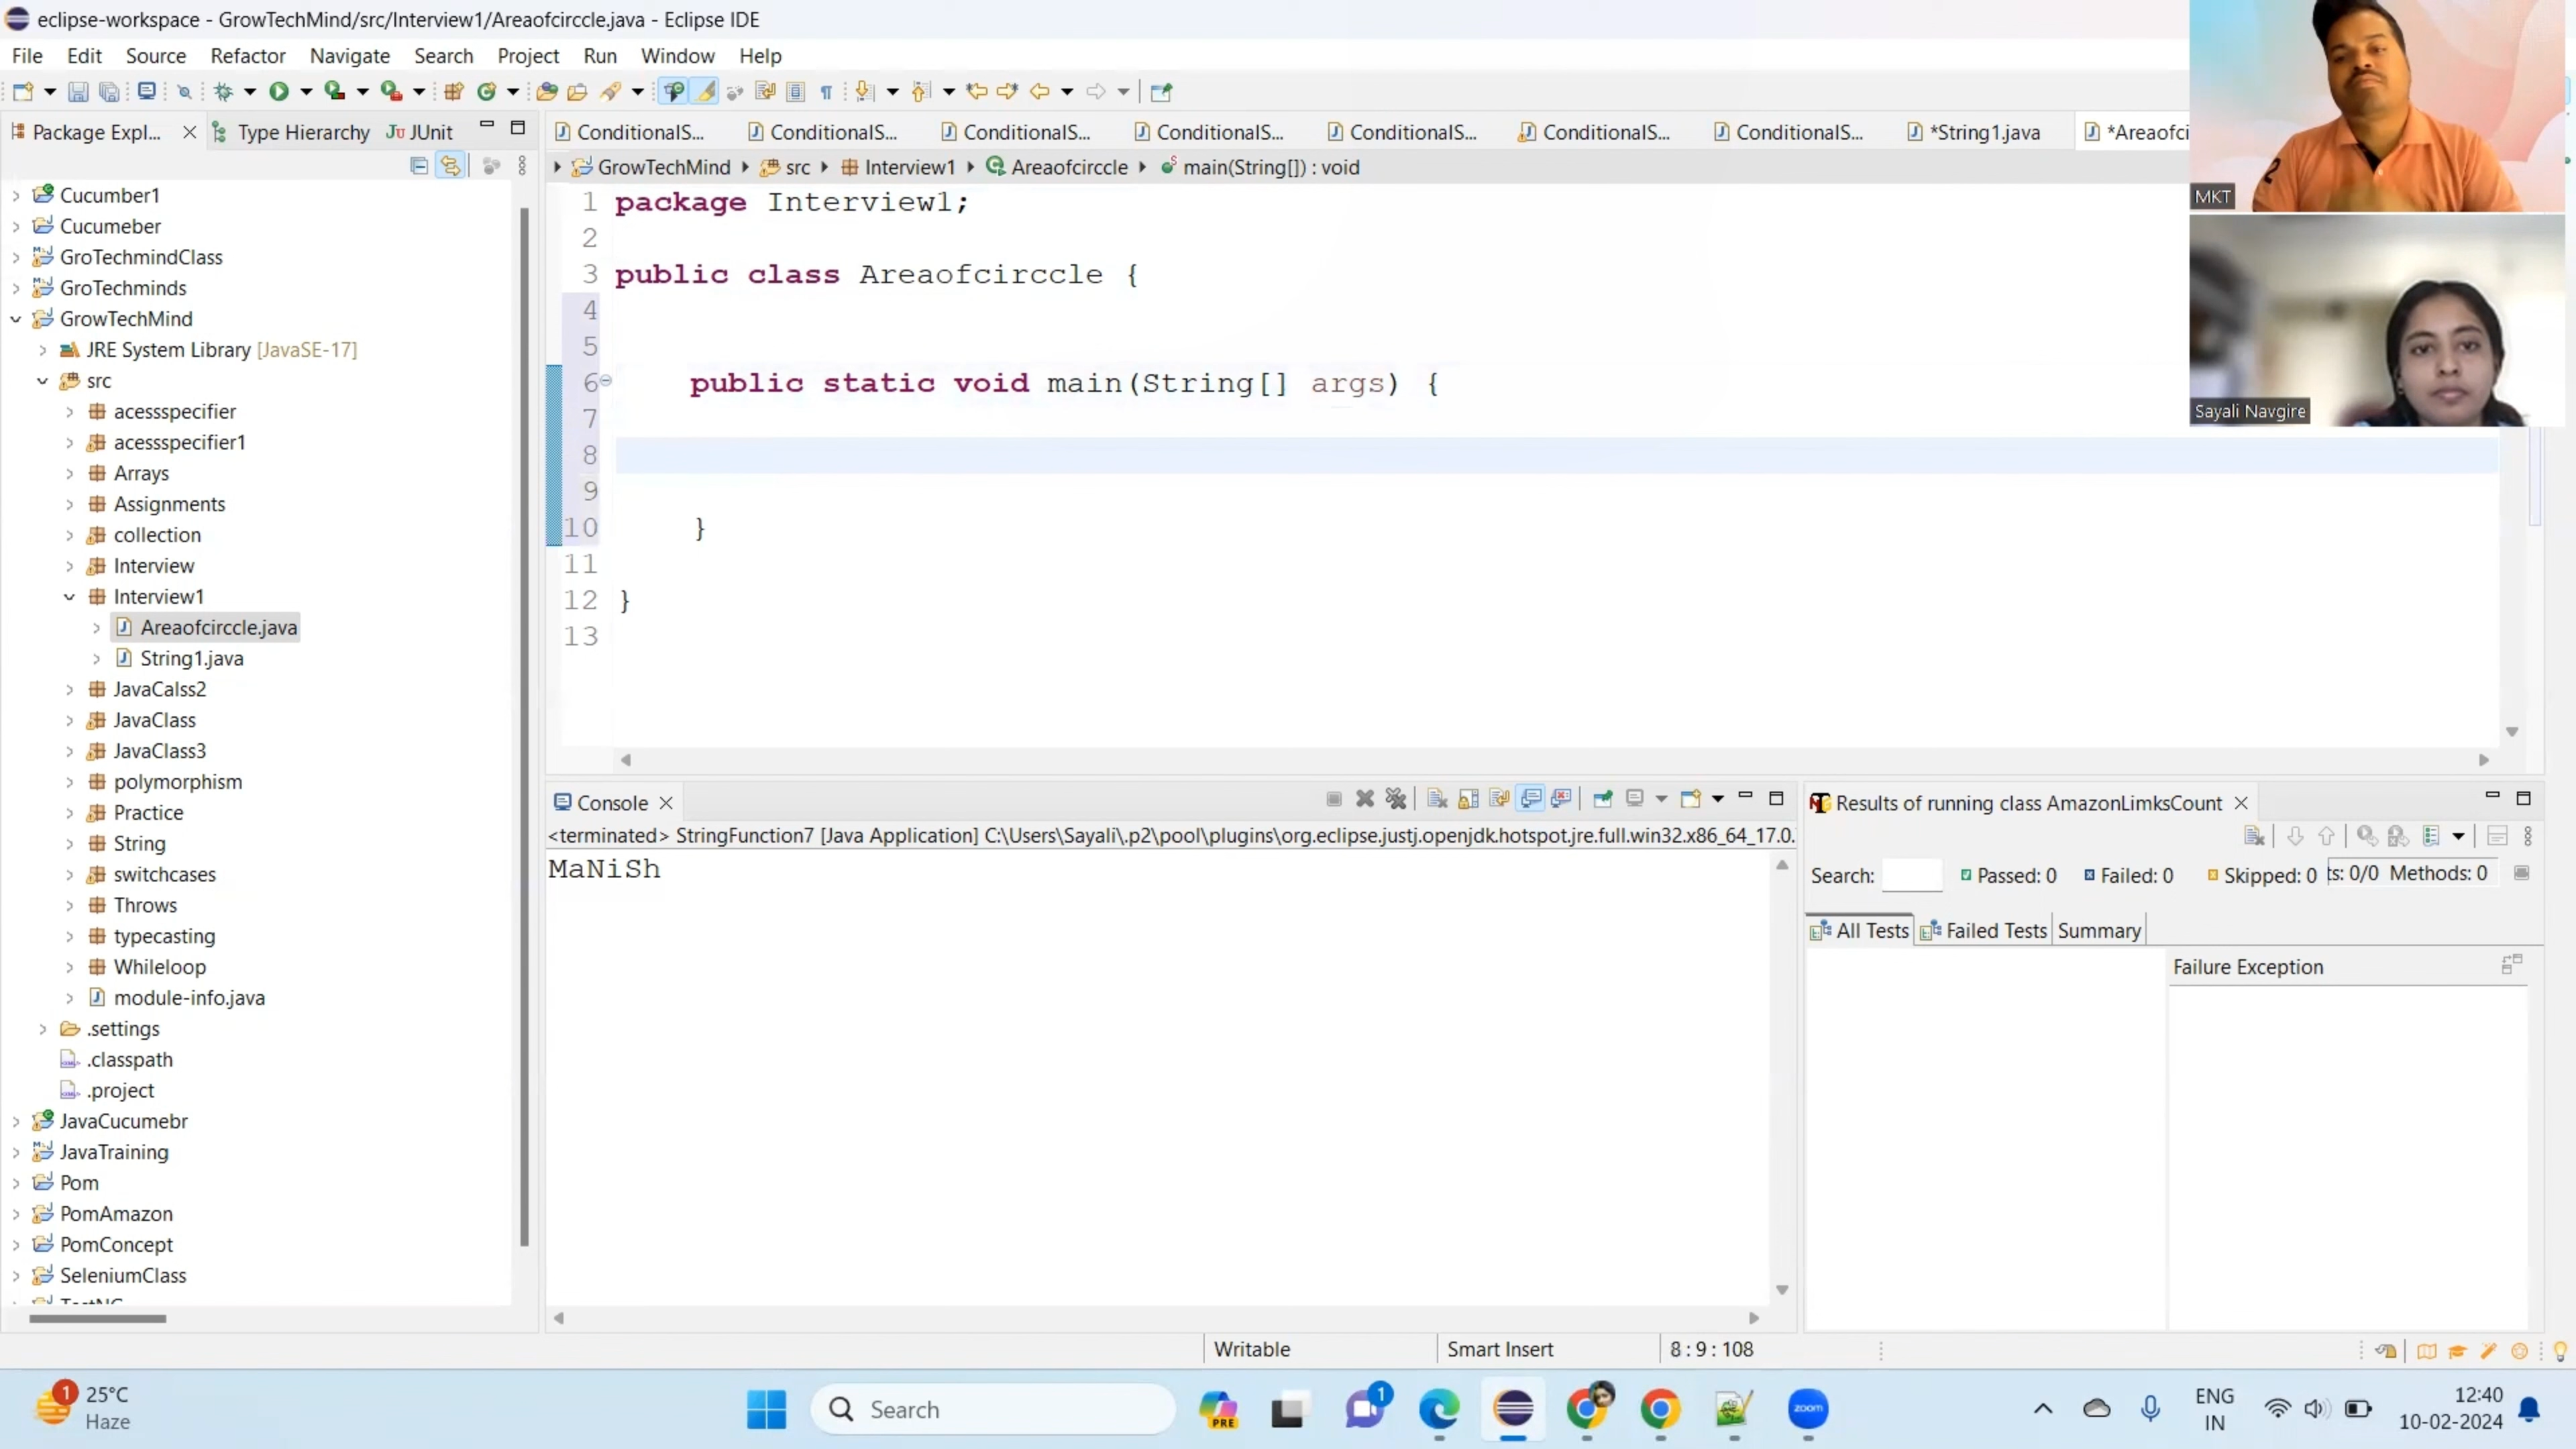 eclipse-workspace - GrowTechMind/src/Interview1/Areaofcirccle.java - Eclipse IDE
File Edit Source Refactor Navigate Search Project Run Window Help
Package Expl... Type Hierarchy JUnit
Cucumber1
Cucumeber
GroTechmindClass
GroTechminds
GrowTechMind
JRE System Library [JavaSE-17]
src
acessspecifier
acessspecifier1
Arrays
Assignments
collection
Interview
Interview1
Areaofcirccle.java
String1.java
JavaCalss2
JavaClass
JavaClass3
polymorphism
Practice
String
switchcases
Throws
typecasting
Whileloop
module-info.java
.settings
.classpath
.project
JavaCucumebr
JavaTraining
Pom
PomAmazon
PomConcept
SeleniumClass
ConditionalS... ConditionalS... ConditionalS... ConditionalS... ConditionalS... ConditionalS... ConditionalS... *String1.java *Areaofci
GrowTechMind src Interview1 Areaofcirccle main(String[]) : void
1 package Interview1;
2
3 public class Areaofcirccle {
4
5
6 public static void main(String[] args) {
7
8
9
10 }
11
12 }
13
MKT
Sayali Navgire
Console
<terminated> StringFunction7 [Java Application] C:\Users\Sayali\.p2\pool\plugins\org.eclipse.justj.openjdk.hotspot.jre.full.win32.x86_64_17.0.
MaNiSh
Results of running class AmazonLimksCount
Search: Passed: 0 Failed: 0 Skipped: 0 ts: 0/0 Methods: 0
All Tests Failed Tests Summary
Failure Exception
Writable Smart Insert 8 : 9 : 108
1
25°C
Haze
Search
PRE
1
zoom
ENG
IN
12:40
10-02-2024